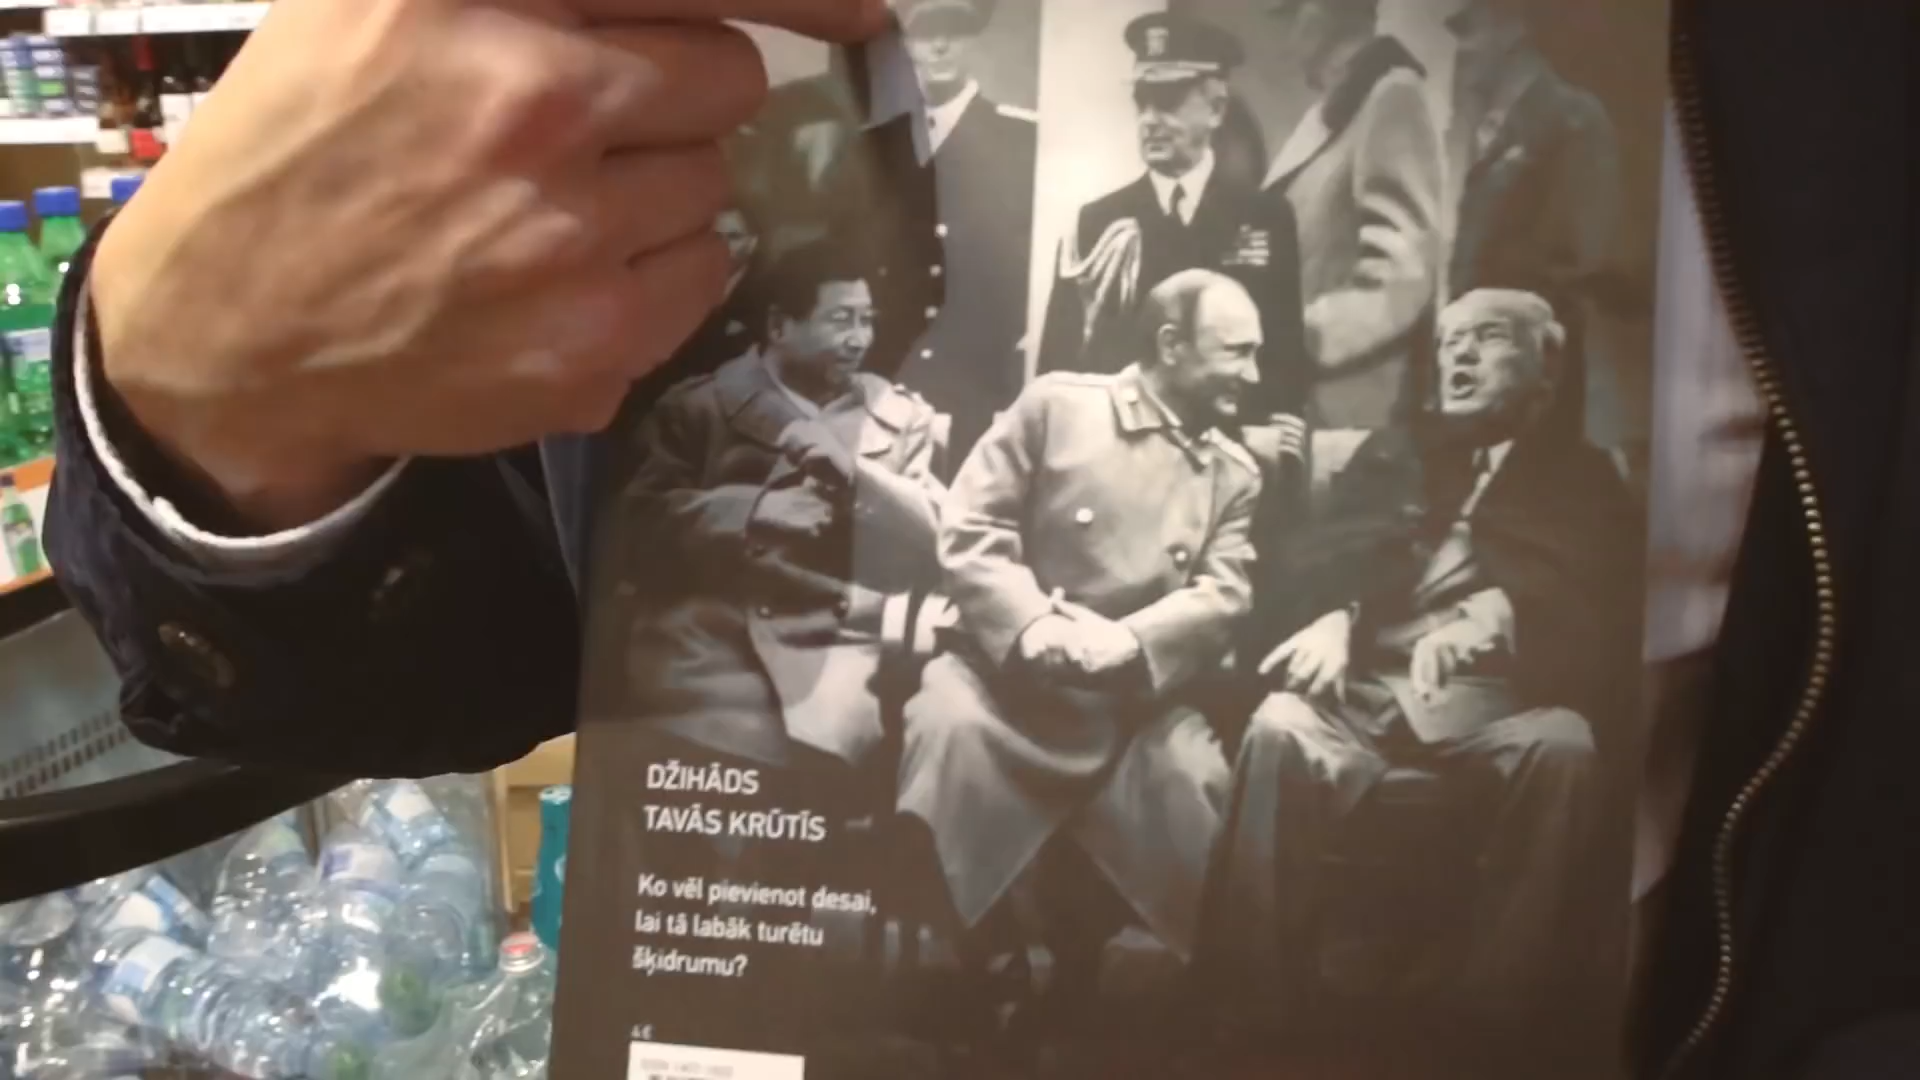 DŽIHĀDS
TAVĀS KRŪTĪS
Ko vēl pievienot desai,
lai tā labāk turētu
šķidrumu?
4 €